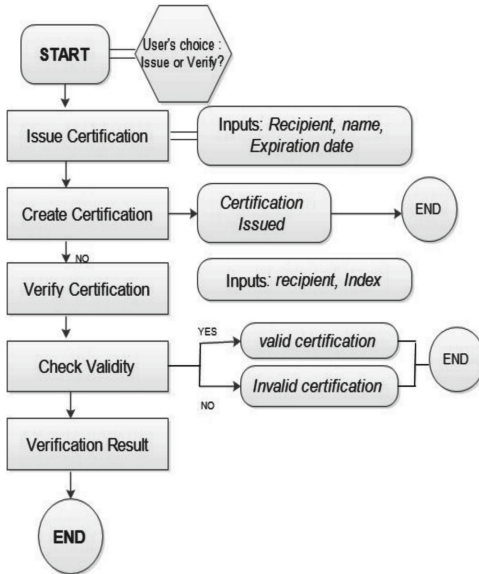 START
User's choice :
Issue or Verify?
Issue Certification
Inputs: Recipient, name,
Expiration date
Create Certification
Certification
Issued
END
NO
Verify Certification
Inputs: recipient, Index
Check Validity
YES
valid certification
NO
Invalid certification
END
Verification Result
END